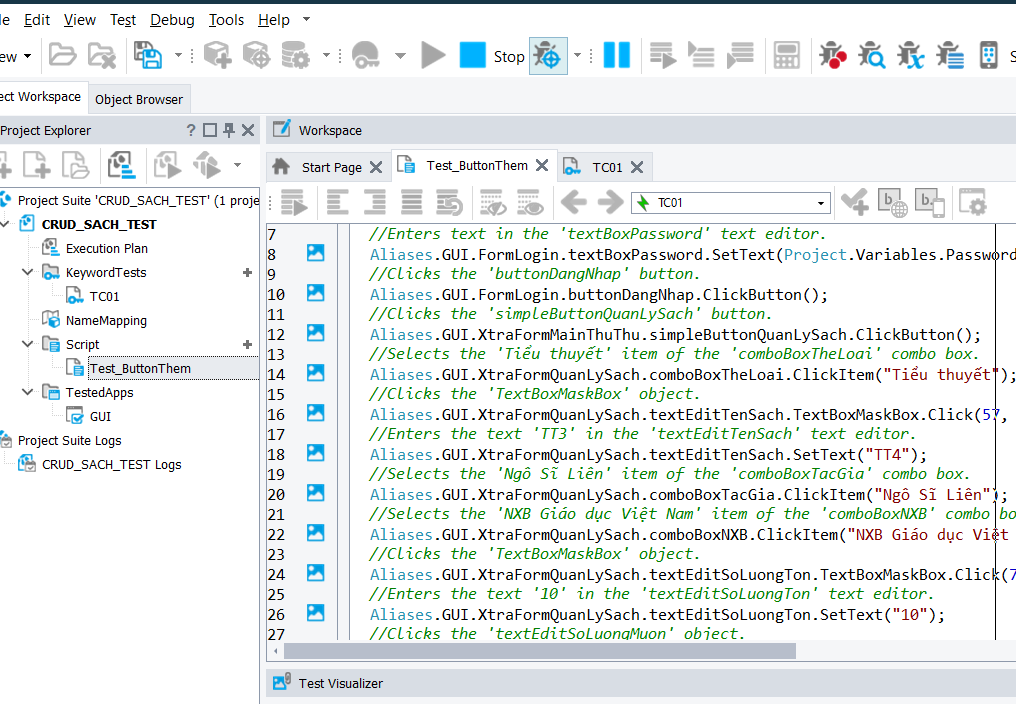 Edit View Test Debug Tools Help
ew
Stop
ect Workspace
Object Browser
Project Explorer
?
Workspace
Start Page
Test_ButtonThem
TC01
TC01
Project Suite 'CRUD_SACH_TEST' (1 proje
CRUD_SACH_TEST
Execution Plan
KeywordTests
TC01
NameMapping
Script
Test_ButtonThem
TestedApps
GUI
Project Suite Logs
CRUD_SACH_TEST Logs
7 //Enters text in the 'textBoxPassword' text editor.
8 Aliases.GUI.FormLogin.textBoxPassword.SetText(Project.Variables.Password
9 //Clicks the 'buttonDangNhap' button.
10 Aliases.GUI.FormLogin.buttonDangNhap.ClickButton();
11 //Clicks the 'simpleButtonQuanLySach' button.
12 Aliases.GUI.XtraFormMainThuThu.simpleButtonQuanLySach.ClickButton();
13 //Selects the 'Tiểu thuyết' item of the 'comboBoxTheLoai' combo box.
14 Aliases.GUI.XtraFormQuanLySach.comboBoxTheLoai.ClickItem("Tiểu thuyết");
15 //Clicks the 'TextBoxMaskBox' object.
16 Aliases.GUI.XtraFormQuanLySach.textEditTenSach.TextBoxMaskBox.Click(57,
17 //Enters the text 'TT3' in the 'textEditTenSach' text editor.
18 Aliases.GUI.XtraFormQuanLySach.textEditTenSach.SetText("TT4");
19 //Selects the 'Ngô Sĩ Liên' item of the 'comboBoxTacGia' combo box.
20 Aliases.GUI.XtraFormQuanLySach.comboBoxTacGia.ClickItem("Ngô Sĩ Liên");
21 //Selects the 'NXB Giáo dục Việt Nam' item of the 'comboBoxNXB' combo bo
22 Aliases.GUI.XtraFormQuanLySach.comboBoxNXB.ClickItem("NXB Giáo dục Việt
23 //Clicks the 'TextBoxMaskBox' object.
24 Aliases.GUI.XtraFormQuanLySach.textEditSoLuongTon.TextBoxMaskBox.Click(7
25 //Enters the text '10' in the 'textEditSoLuongTon' text editor.
26 Aliases.GUI.XtraFormQuanLySach.textEditSoLuongTon.SetText("10");
27 //Clicks the 'textEditSoLuongMuon' object.
Test Visualizer